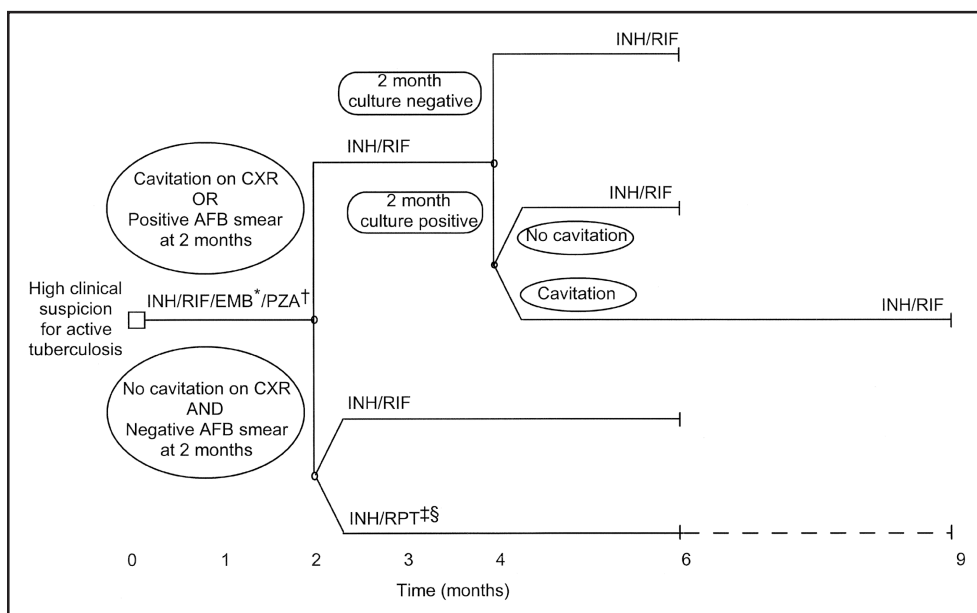 INH/RIF
2 month
culture negative
INH/RIF
Cavitation on CXR
OR
Positive AFB smear
at 2 months
2 month
culture positive
INH/RIF
No cavitation
High clinical
suspicion
for active
tuberculosis
INH/RIF/EMB*/PZA†
Cavitation
INH/RIF
No cavitation on CXR
AND
Negative AFB smear
at 2 months
INH/RIF
INH/RPT‡§
0 1 2 3 4 6 9
Time (months)